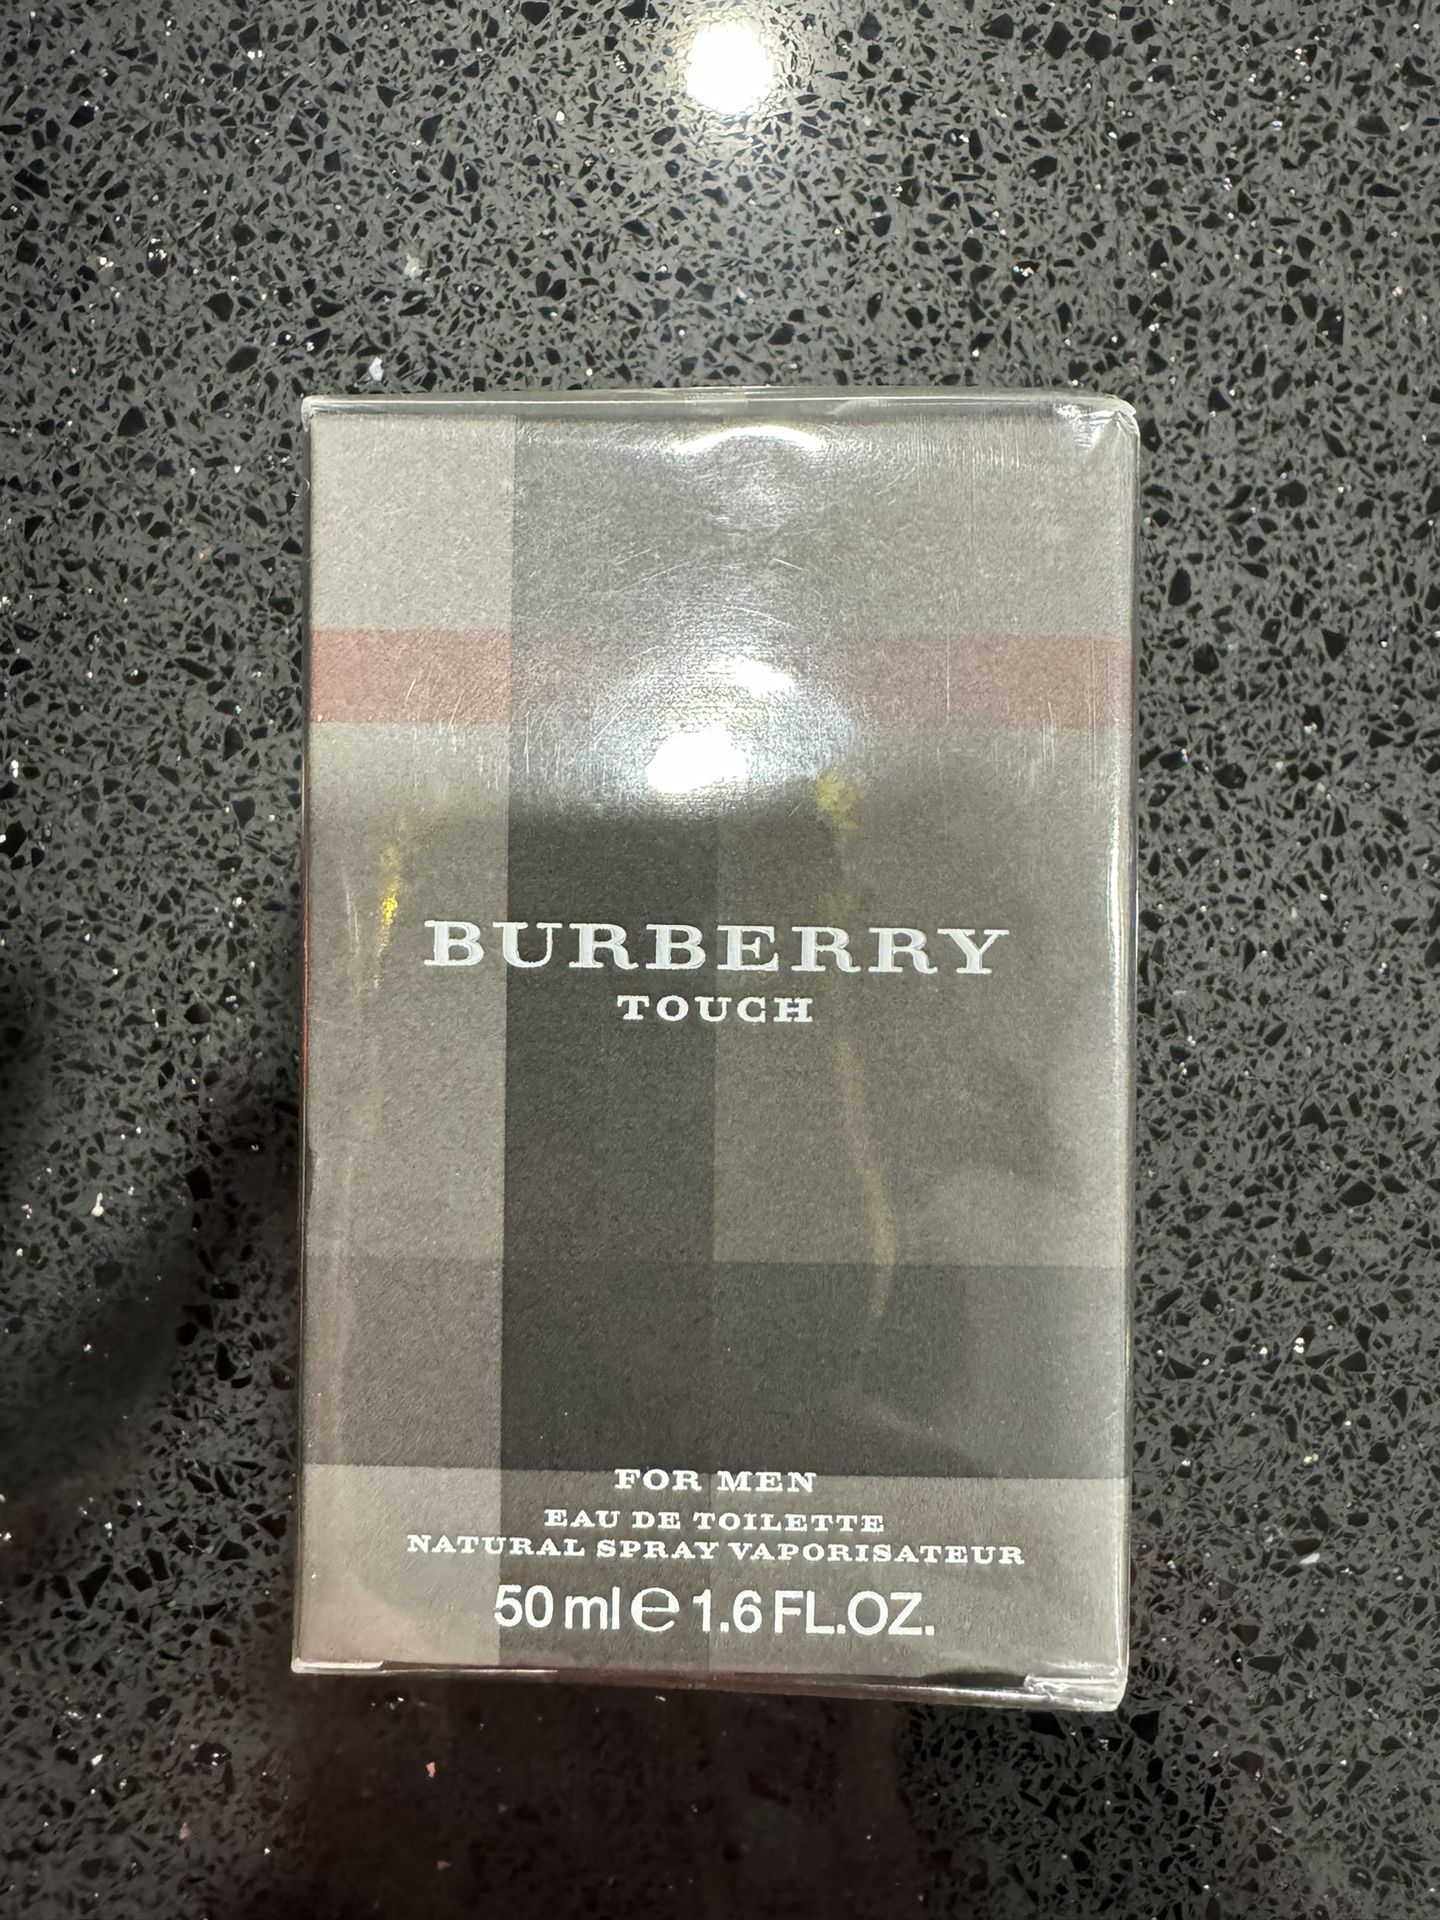 BURBERRY
TOUCH
FOR MEN
EAU DE TOILETTE
NATURAL SPRAY VAPORISATEUR
50 ml ℮ 1.6 FL.OZ.